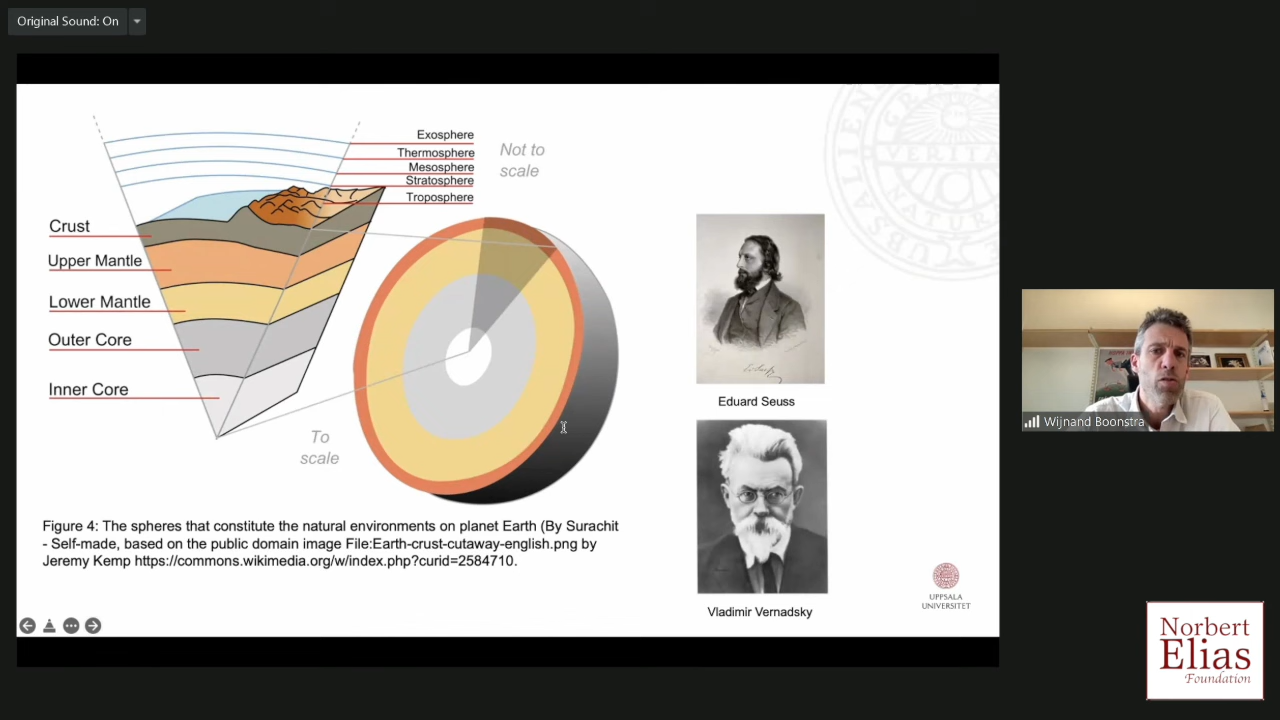 Original Sound: On
Exosphere
Thermosphere
Mesosphere
Stratosphere
Troposphere
Not to
scale
Crust
Upper Mantle
Lower Mantle
Outer Core
Inner Core
To
scale
Figure 4: The spheres that constitute the natural environments on planet Earth (By Surachit
- Self-made, based on the public domain image File:Earth-crust-cutaway-english.png by
Jeremy Kemp https://commons.wikimedia.org/w/index.php?curid=2584710.
Eduard Seuss
Vladimir Vernadsky
VERITA
UPPSALA
UNIVERSITET
Wijnand Boonstra
Norbert
Elias
Foundation